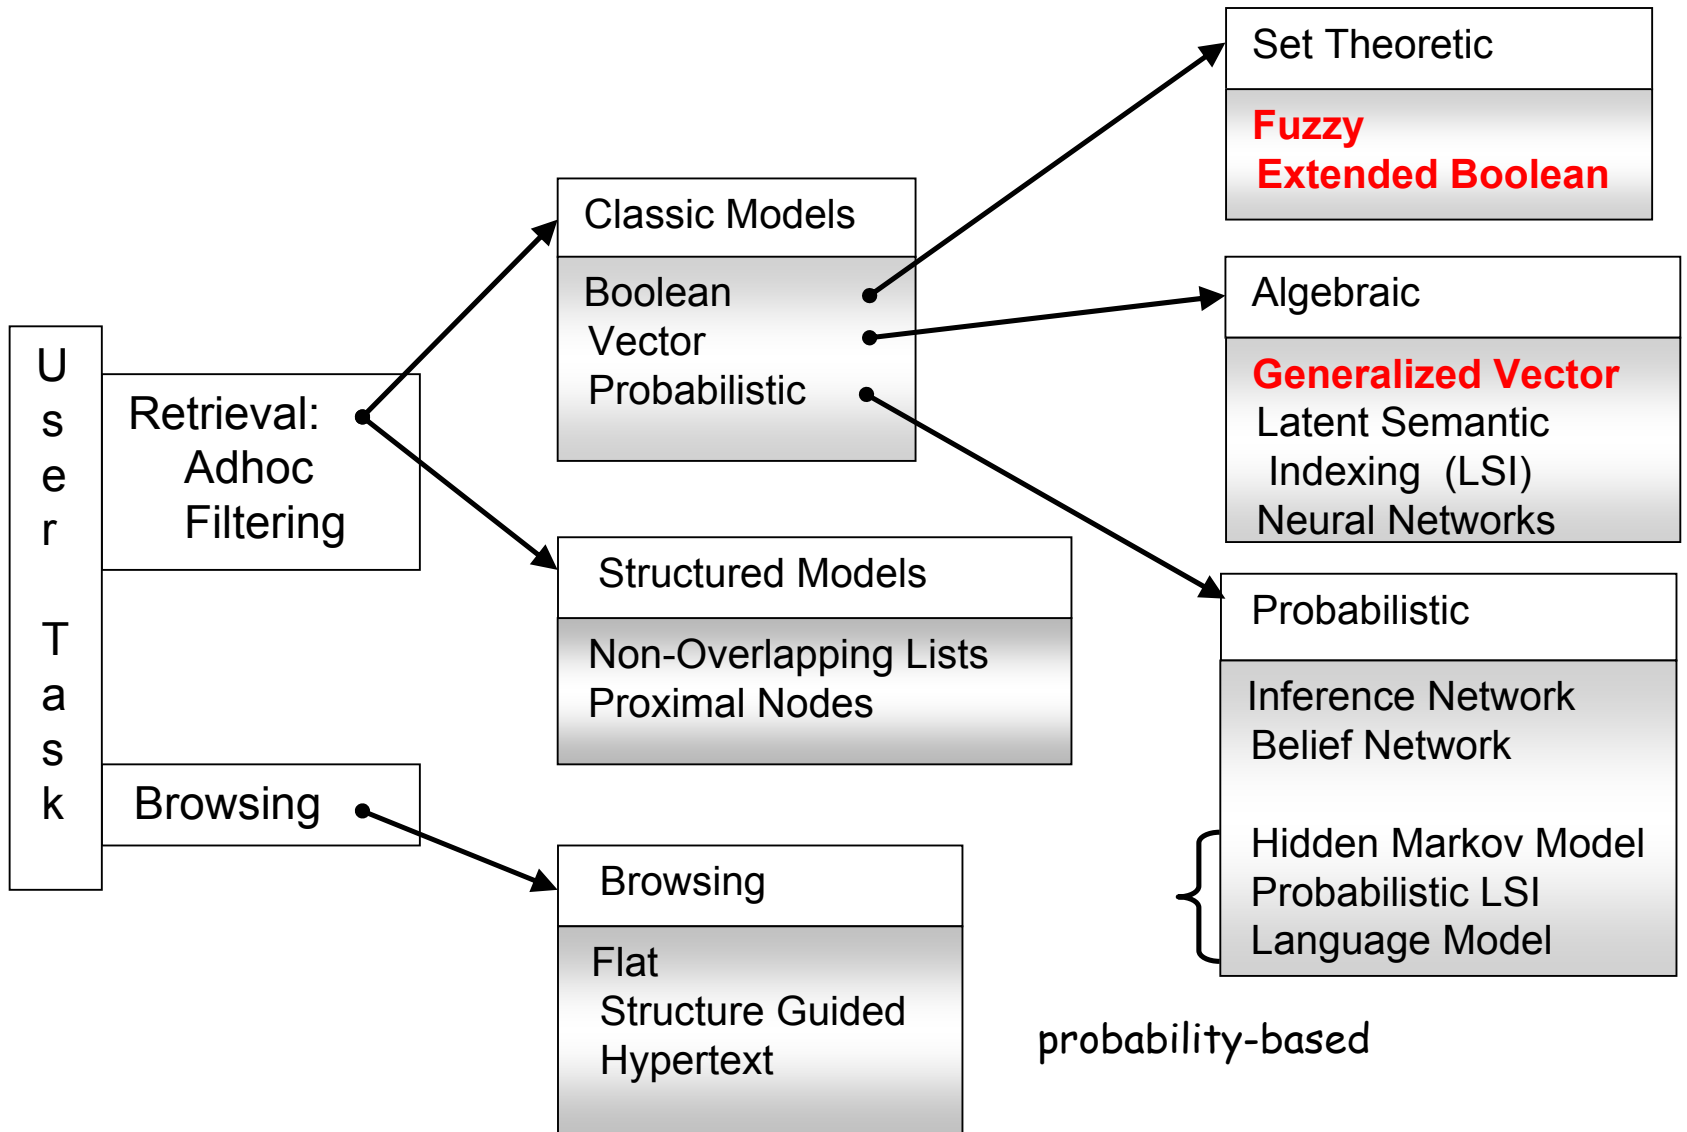 User Task
Retrieval:
Adhoc
Filtering
Browsing
Classic Models
Boolean
Vector
Probabilistic
Structured Models
Non-Overlapping Lists
Proximal Nodes
Browsing
Flat
Structure Guided
Hypertext
Set Theoretic
Fuzzy
Extended Boolean
Algebraic
Generalized Vector
Latent Semantic
Indexing (LSI)
Neural Networks
Probabilistic
Inference Network
Belief Network
Hidden Markov Model
Probabilistic LSI
Language Model
probability-based